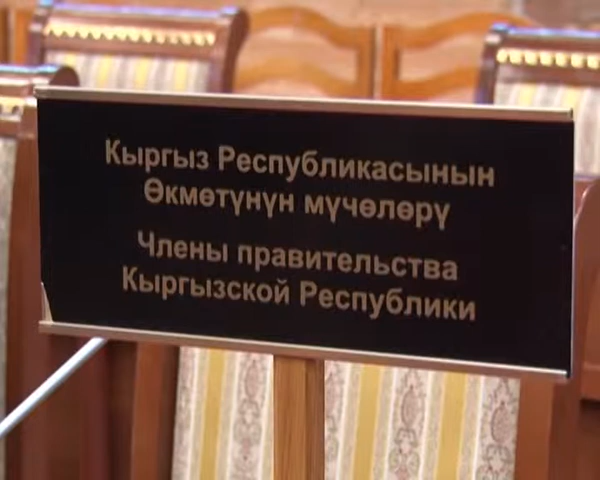 Кыргыз Республикасынын
Өкмөтүнүн мүчөлөрү
Члены правительства
Кыргызской Республики